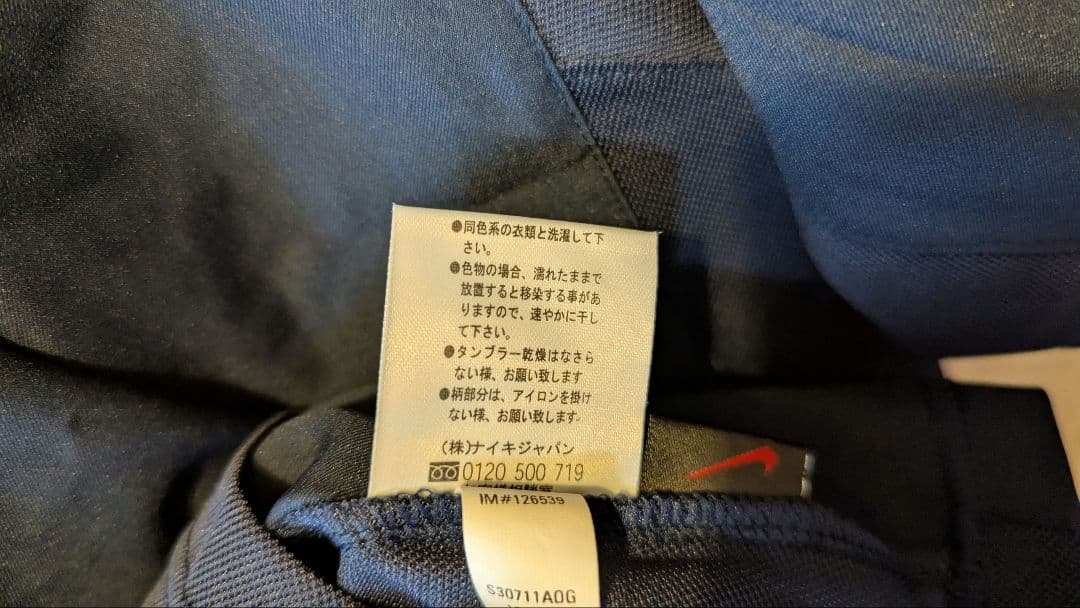 ●同色系の衣類と洗濯して下
さい。
●色物の場合、濡れたままで
放置すると移染する事があ
りますので、速やかに干し
て下さい。
●タンブラー乾燥はなさら
ない様、お願い致します
●柄部分は、アイロンを掛け
ない様、お願い致します。
(株)ナイキジャパン
0120 500 719
IM#126539
S30711A0G